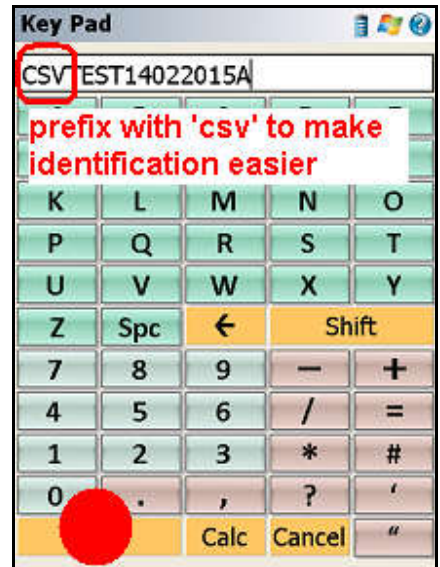 Key Pad
CSVTEST14022015A
prefix with 'csv' to make
identification easier
K L M N O
P Q R S T
U V W X Y
Z Spc ← Shift
7 8 9 — +
4 5 6 / =
1 2 3 * #
0 . , ? ‘
Calc Cancel “